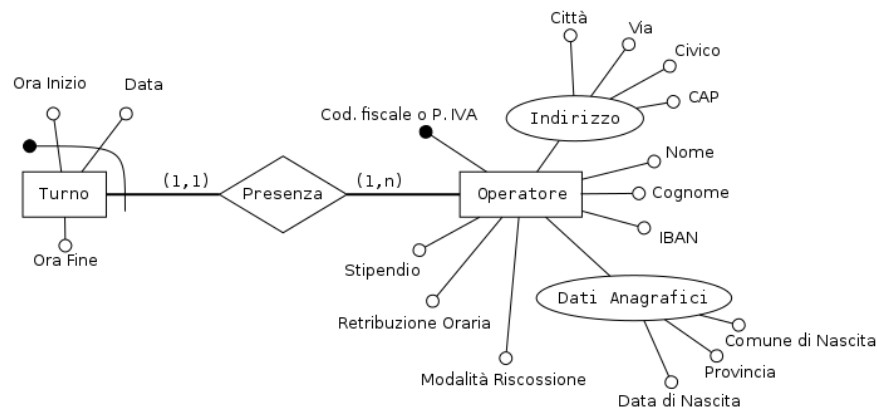 Città
Via
Civico
CAP
Indirizzo
Ora Inizio
Data
Cod. fiscale o P. IVA
Nome
Cognome
IBAN
Turno
(1,1)
Presenza
(1,n)
Operatore
Ora Fine
Stipendio
Retribuzione Oraria
Modalità Riscossione
Dati Anagrafici
Comune di Nascita
Provincia
Data di Nascita